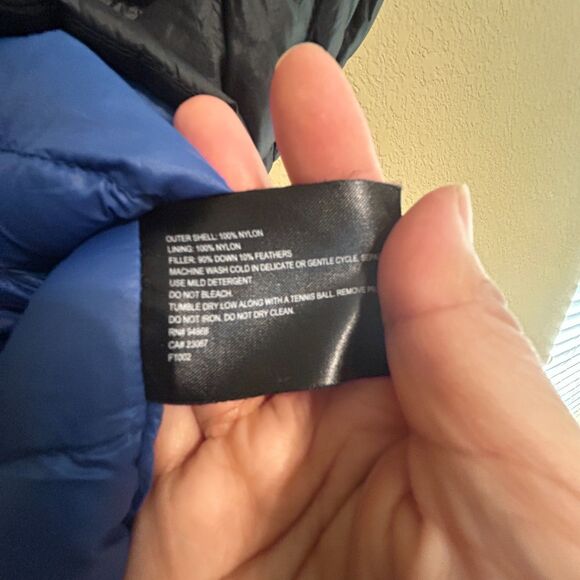 OUTER SHELL: 100% NYLON
LINING: 100% NYLON
FILLER: 90% DOWN 10% FEATHERS
MACHINE WASH COLD IN DELICATE OR GENTLE CYCLE.
USE MILD DETERGENT.
DO NOT BLEACH.
TUMBLE DRY LOW ALONG WITH A TENNIS BALL. REMOVE
DO NOT IRON. DO NOT DRY CLEAN.
RN# 94868
CA# 23067
F1002